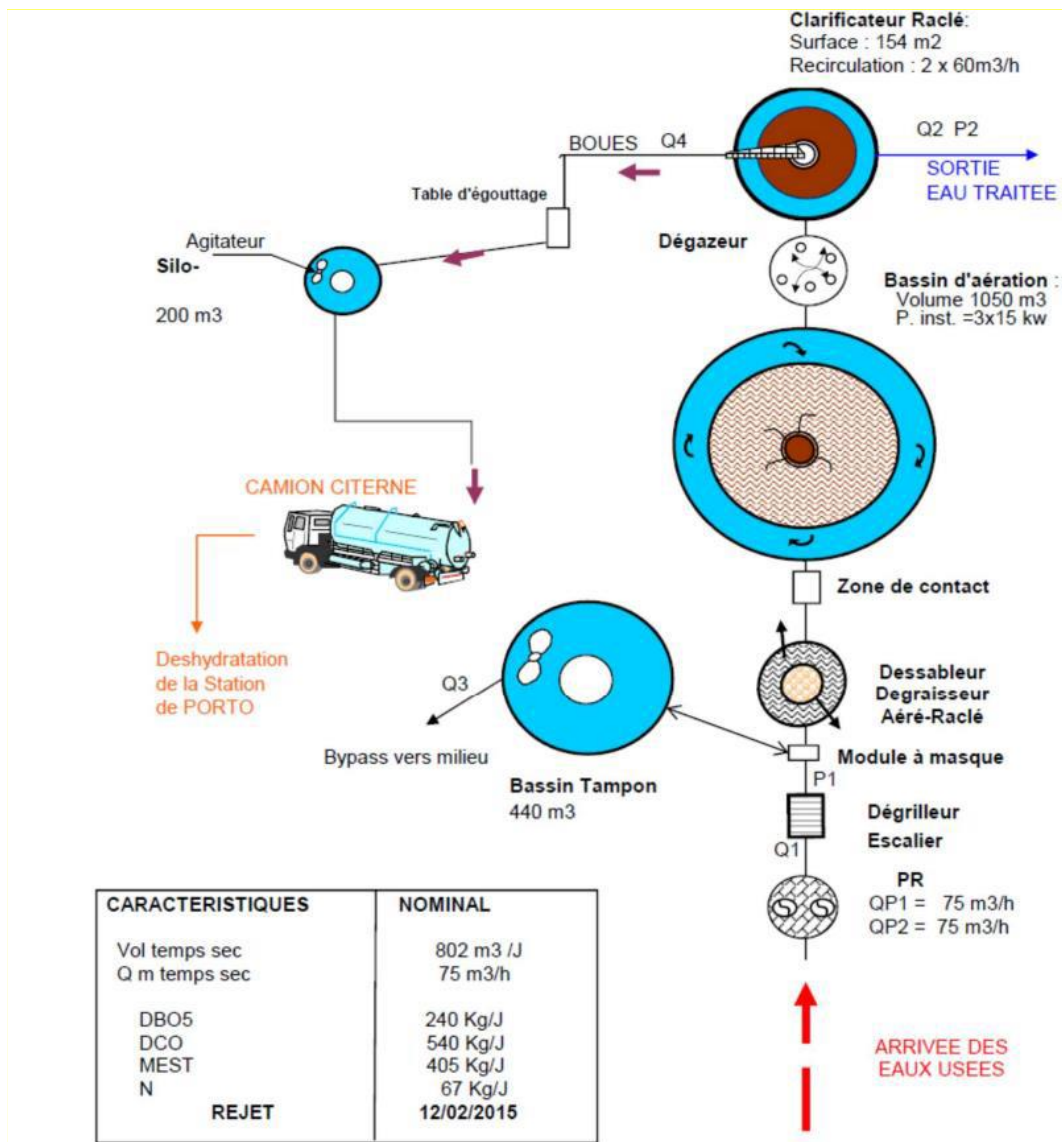 Clarificateur Raclé:
Surface : 154 m2
Recirculation : 2 x 60m3/h
Q2 P2
SORTIE
EAU TRAITEE
BOUES Q4
Table d'égouttage
Agitateur
Silo-
200 m3
Dégazeur
Bassin d'aération :
Volume 1050 m3
P. inst. =3x15 kw
CAMION CITERNE
Deshydratation
de la Station
de PORTO
Zone de contact
Q3
Bypass vers milieu
Bassin Tampon
440 m3
Dessableur
Degraisseur
Aéré-Raclé
Module à masque
P1
Dégrilleur
Escalier
Q1
PR
QP1 = 75 m3/h
QP2 = 75 m3/h
ARRIVEE DES
EAUX USEES
CARACTERISTIQUES NOMINAL
Vol temps sec 802 m3 /J
Q m temps sec 75 m3/h
DBO5 240 Kg/J
DCO 540 Kg/J
MEST 405 Kg/J
N 67 Kg/J
REJET 12/02/2015